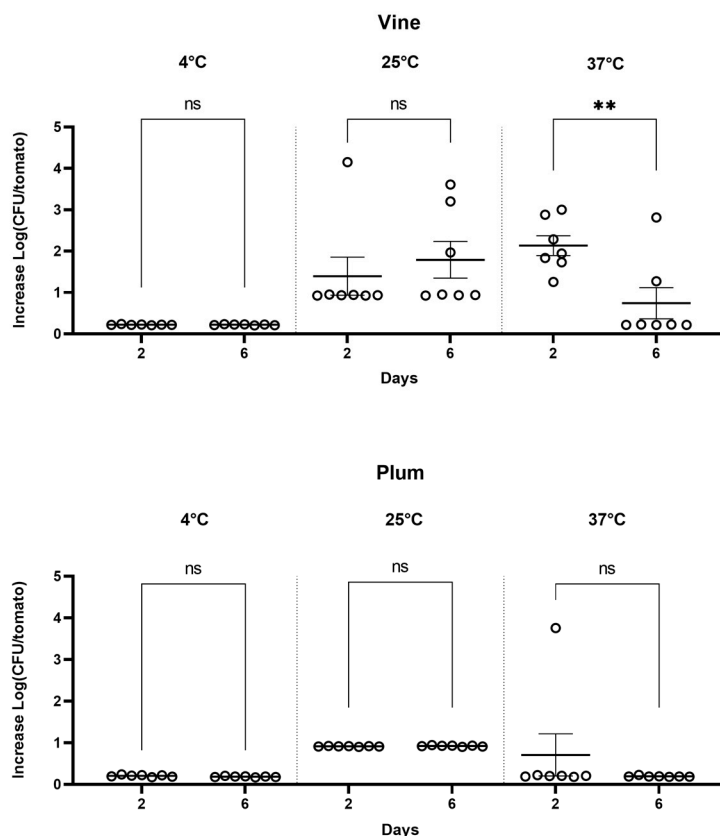 Vine
4°C 25°C 37°C
ns ns **
Increase Log(CFU/tomato)
5
4
3
2
1
0
2 6 2 6 2 6
Days
Plum
4°C 25°C 37°C
ns ns ns
Increase Log(CFU/tomato)
5
4
3
2
1
0
2 6 2 6 2 6
Days